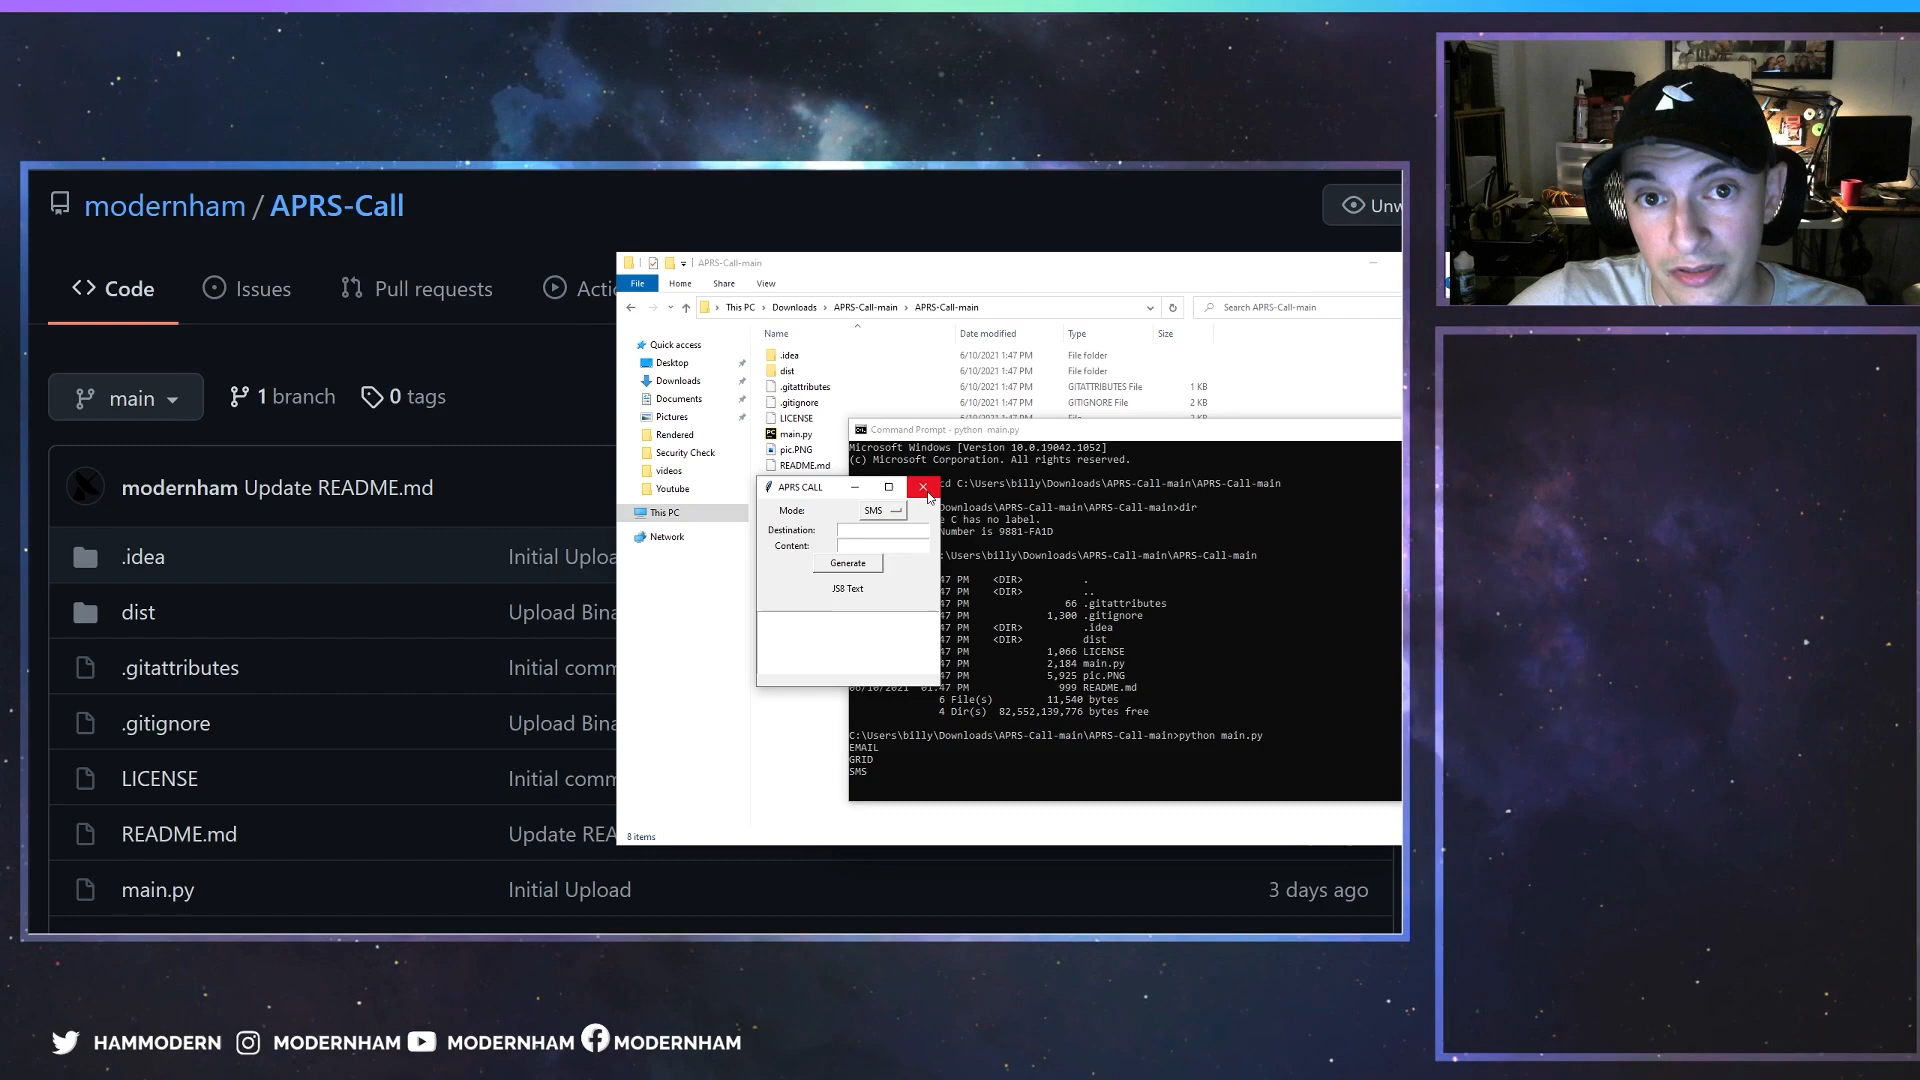 modernham / APRS-Call
Unw
Code
Issues
Pull requests
Acti
main
1 branch
0 tags
modernham Update README.md
.idea
Initial Uploa
dist
Upload Bina
.gitattributes
Initial comm
.gitignore
Upload Bina
LICENSE
Initial comm
README.md
Update REA
main.py
Initial Upload
3 days ago
APRS-Call-main
File
Home
Share
View
This PC > Downloads > APRS-Call-main > APRS-Call-main
Search APRS-Call-main
Quick access
Desktop
Downloads
Documents
Pictures
Rendered
Security Check
videos
Youtube
This PC
Network
Name
Date modified
Type
Size
.idea
6/10/2021 1:47 PM
File folder
dist
6/10/2021 1:47 PM
File folder
.gitattributes
6/10/2021 1:47 PM
GITATTRIBUTES File
1 KB
.gitignore
6/10/2021 1:47 PM
GITIGNORE File
2 KB
LICENSE
6/10/2021 1:47 PM
File
2 KB
main.py
pic.PNG
README.md
8 items
Command Prompt - python main.py
Microsoft Windows [Version 10.0.19042.1052]
(c) Microsoft Corporation. All rights reserved.
cd C:\Users\billy\Downloads\APRS-Call-main\APRS-Call-main
\Downloads\APRS-Call-main\APRS-Call-main>dir
e C has no label.
Number is 9881-FA1D
:\Users\billy\Downloads\APRS-Call-main\APRS-Call-main
47 PM <DIR> .
47 PM <DIR> ..
47 PM 66 .gitattributes
47 PM 1,300 .gitignore
47 PM <DIR> .idea
47 PM <DIR> dist
47 PM 1,066 LICENSE
47 PM 2,184 main.py
47 PM 5,925 pic.PNG
06/10/2021 01:47 PM 999 README.md
6 File(s) 11,540 bytes
4 Dir(s) 82,552,139,776 bytes free
C:\Users\billy\Downloads\APRS-Call-main\APRS-Call-main>python main.py
EMAIL
GRID
SMS
APRS CALL
Mode:
SMS
Destination:
Content:
Generate
JS8 Text
HAMMODERN
MODERNHAM
MODERNHAM
MODERNHAM